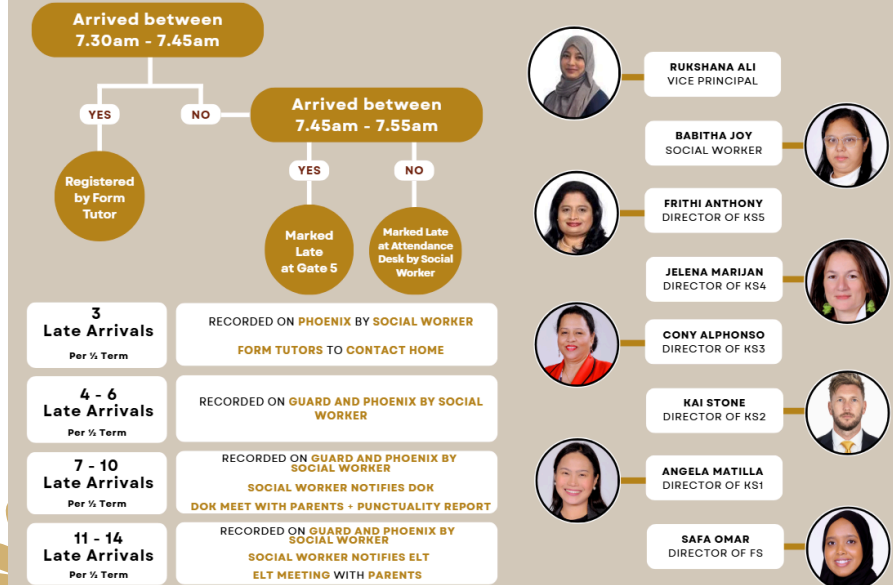 Arrived between
7.30am - 7.45am
YES
NO
Arrived between
7.45am - 7.55am
YES
NO
Registered
by Form
Tutor
Marked
Late
at Gate 5
Marked Late
at Attendance
Desk by Social
Worker
3
Late Arrivals
Per ½ Term
RECORDED ON PHOENIX BY SOCIAL WORKER
FORM TUTORS TO CONTACT HOME
4 - 6
Late Arrivals
Per ½ Term
RECORDED ON GUARD AND PHOENIX BY SOCIAL
WORKER
7 - 10
Late Arrivals
Per ½ Term
RECORDED ON GUARD AND PHOENIX BY
SOCIAL WORKER
SOCIAL WORKER NOTIFIES DOK
DOK MEET WITH PARENTS + PUNCTUALITY REPORT
11 - 14
Late Arrivals
Per ½ Term
RECORDED ON GUARD AND PHOENIX BY
SOCIAL WORKER
SOCIAL WORKER NOTIFIES ELT
ELT MEETING WITH PARENTS
RUKSHANA ALI
VICE PRINCIPAL
BABITHA JOY
SOCIAL WORKER
FRITHI ANTHONY
DIRECTOR OF KS5
JELENA MARIJAN
DIRECTOR OF KS4
CONY ALPHONSO
DIRECTOR OF KS3
KAI STONE
DIRECTOR OF KS2
ANGELA MATILLA
DIRECTOR OF KS1
SAFA OMAR
DIRECTOR OF FS